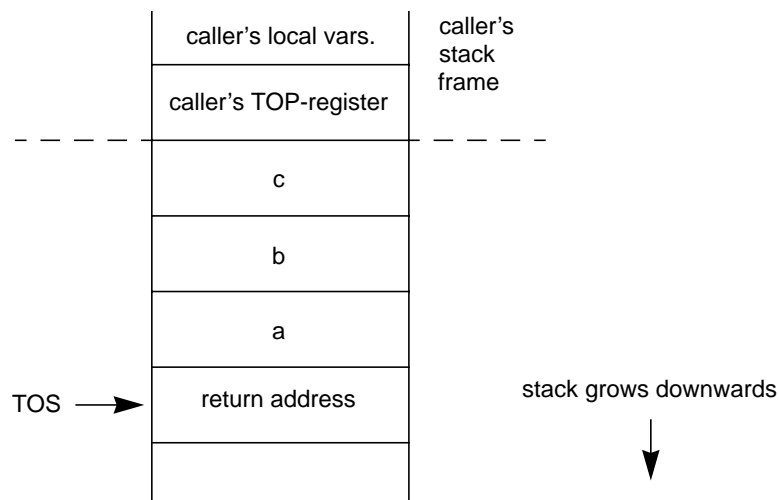 caller's local vars.
caller's
stack
frame
caller's TOP-register
c
b
a
return address
TOS
stack grows downwards